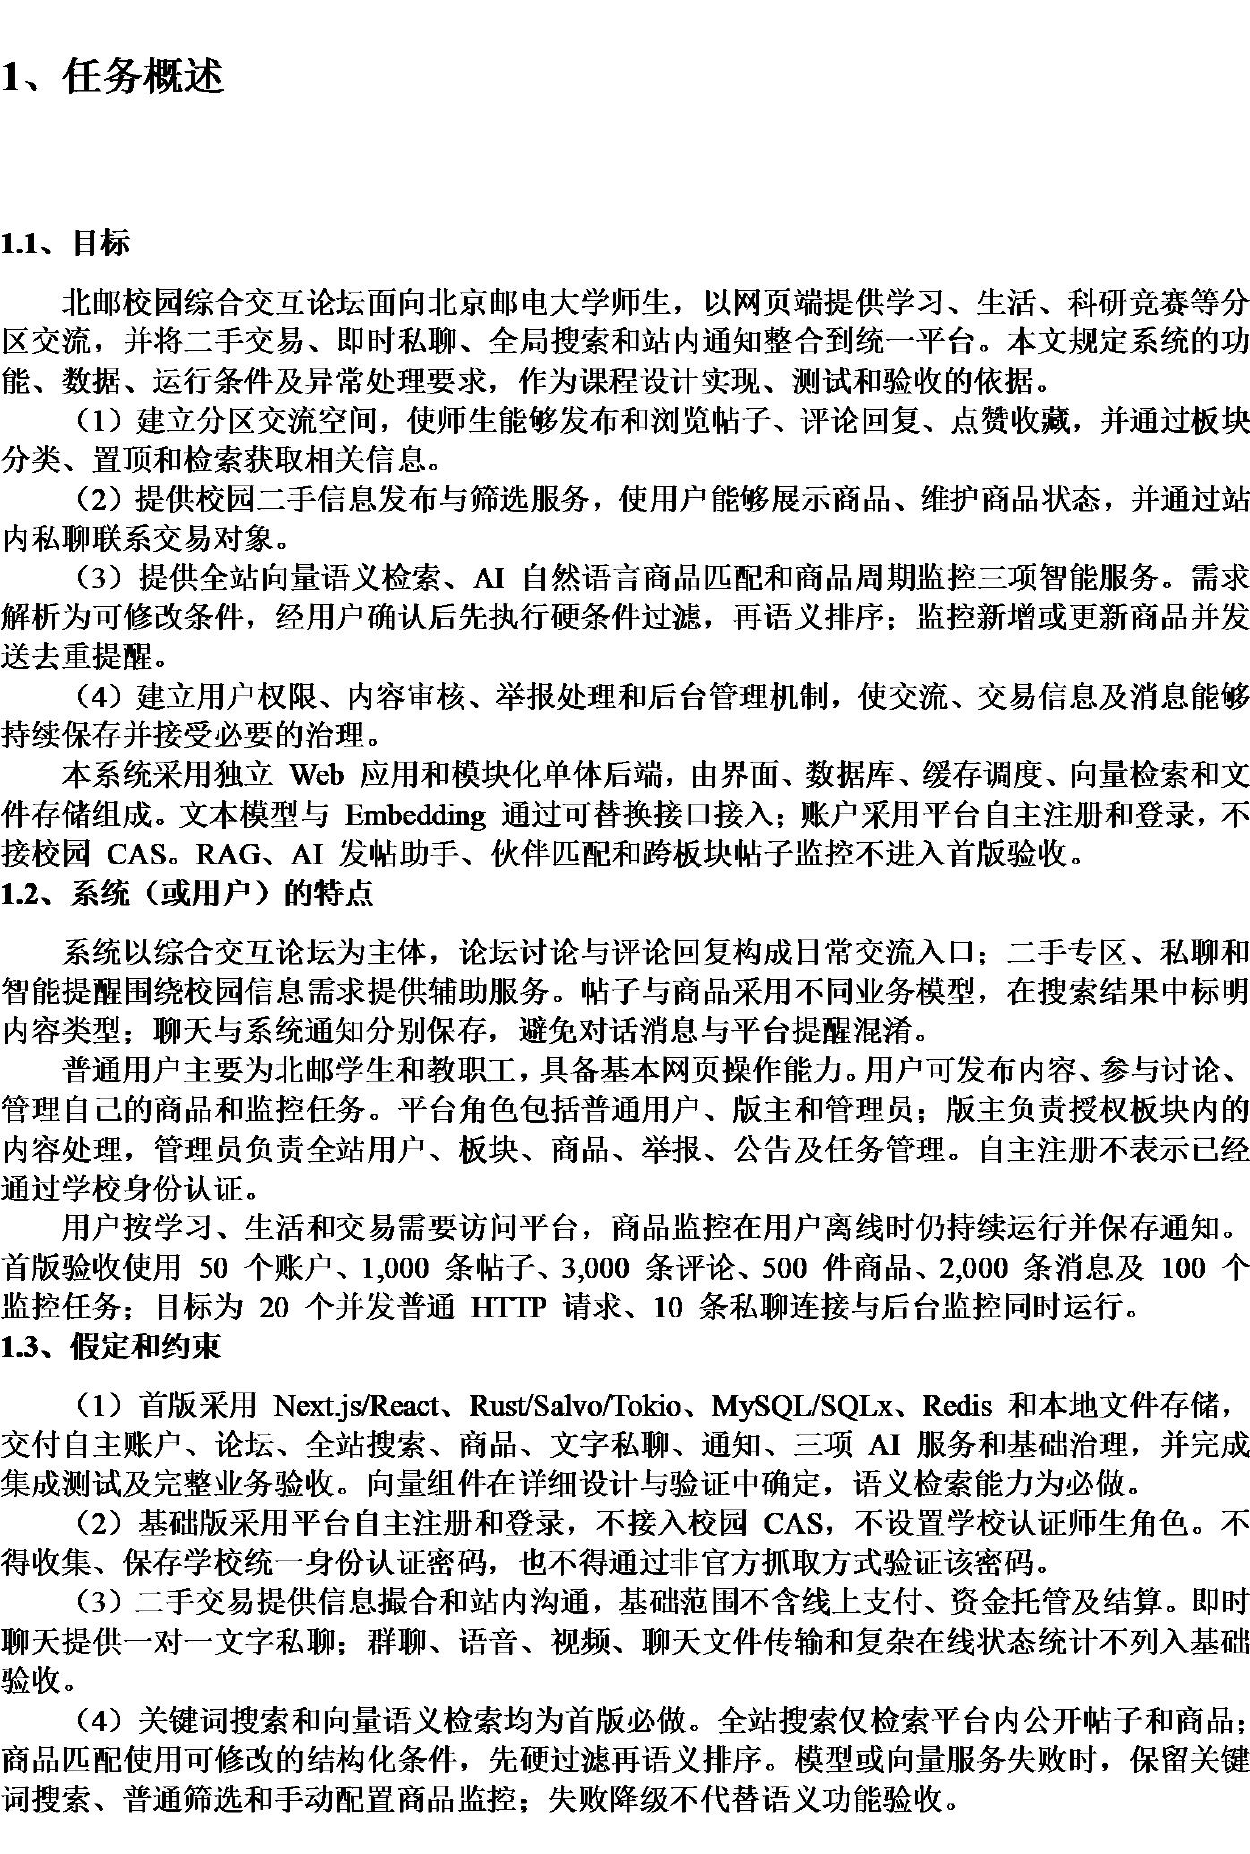 1、任务概述
1.1、目标
北邮校园综合交互论坛面向北京邮电大学师生，以网页端提供学习、生活、科研竞赛等分
区交流，并将二手交易、即时私聊、全局搜索和站内通知整合到统一平台。本文规定系统的功
能、数据、运行条件及异常处理要求，作为课程设计实现、测试和验收的依据。
（1）建立分区交流空间，使师生能够发布和浏览帖子、评论回复、点赞收藏，并通过板块
分类、置顶和检索获取相关信息。
（2）提供校园二手信息发布与筛选服务，使用户能够展示商品、维护商品状态，并通过站
内私聊联系交易对象。
（3）提供全站向量语义检索、AI 自然语言商品匹配和商品周期监控三项智能服务。需求
解析为可修改条件，经用户确认后先执行硬条件过滤，再语义排序；监控新增或更新商品并发
送去重提醒。
（4）建立用户权限、内容审核、举报处理和后台管理机制，使交流、交易信息及消息能够
持续保存并接受必要的治理。
本系统采用独立 Web 应用和模块化单体后端，由界面、数据库、缓存调度、向量检索和文
件存储组成。文本模型与 Embedding 通过可替换接口接入；账户采用平台自主注册和登录，不
接校园 CAS。RAG、AI 发帖助手、伙伴匹配和跨板块帖子监控不进入首版验收。
1.2、系统（或用户）的特点
系统以综合交互论坛为主体，论坛讨论与评论回复构成日常交流入口；二手专区、私聊和
智能提醒围绕校园信息需求提供辅助服务。帖子与商品采用不同业务模型，在搜索结果中标明
内容类型；聊天与系统通知分别保存，避免对话消息与平台提醒混淆。
普通用户主要为北邮学生和教职工，具备基本网页操作能力。用户可发布内容、参与讨论、
管理自己的商品和监控任务。平台角色包括普通用户、版主和管理员；版主负责授权板块内的
内容处理，管理员负责全站用户、板块、商品、举报、公告及任务管理。自主注册不表示已经
通过学校身份认证。
用户按学习、生活和交易需要访问平台，商品监控在用户离线时仍持续运行并保存通知。
首版验收使用 50 个账户、1,000 条帖子、3,000 条评论、500 件商品、2,000 条消息及 100 个
监控任务；目标为 20 个并发普通 HTTP 请求、10 条私聊连接与后台监控同时运行。
1.3、假定和约束
（1）首版采用 Next.js/React、Rust/Salvo/Tokio、MySQL/SQLx、Redis 和本地文件存储，
交付自主账户、论坛、全站搜索、商品、文字私聊、通知、三项 AI 服务和基础治理，并完成
集成测试及完整业务验收。向量组件在详细设计与验证中确定，语义检索能力为必做。
（2）基础版采用平台自主注册和登录，不接入校园 CAS，不设置学校认证师生角色。不
得收集、保存学校统一身份认证密码，也不得通过非官方抓取方式验证该密码。
（3）二手交易提供信息撮合和站内沟通，基础范围不含线上支付、资金托管及结算。即时
聊天提供一对一文字私聊；群聊、语音、视频、聊天文件传输和复杂在线状态统计不列入基础
验收。
（4）关键词搜索和向量语义检索均为首版必做。全站搜索仅检索平台内公开帖子和商品；
商品匹配使用可修改的结构化条件，先硬过滤再语义排序。模型或向量服务失败时，保留关键
词搜索、普通筛选和手动配置商品监控；失败降级不代替语义功能验收。